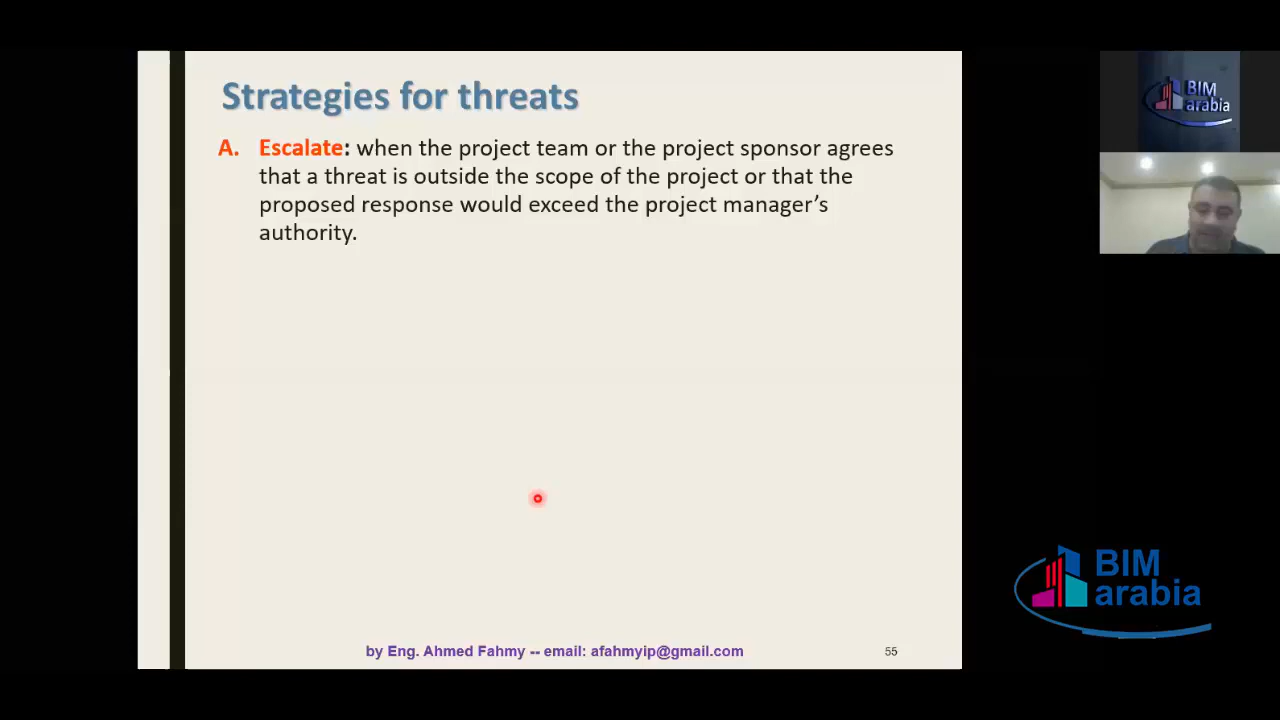 Strategies for threats
A. Escalate: when the project team or the project sponsor agrees
that a threat is outside the scope of the project or that the
proposed response would exceed the project manager’s
authority.
by Eng. Ahmed Fahmy -- email: afahmyip@gmail.com
55
BIM
arabia
BIM
arabia